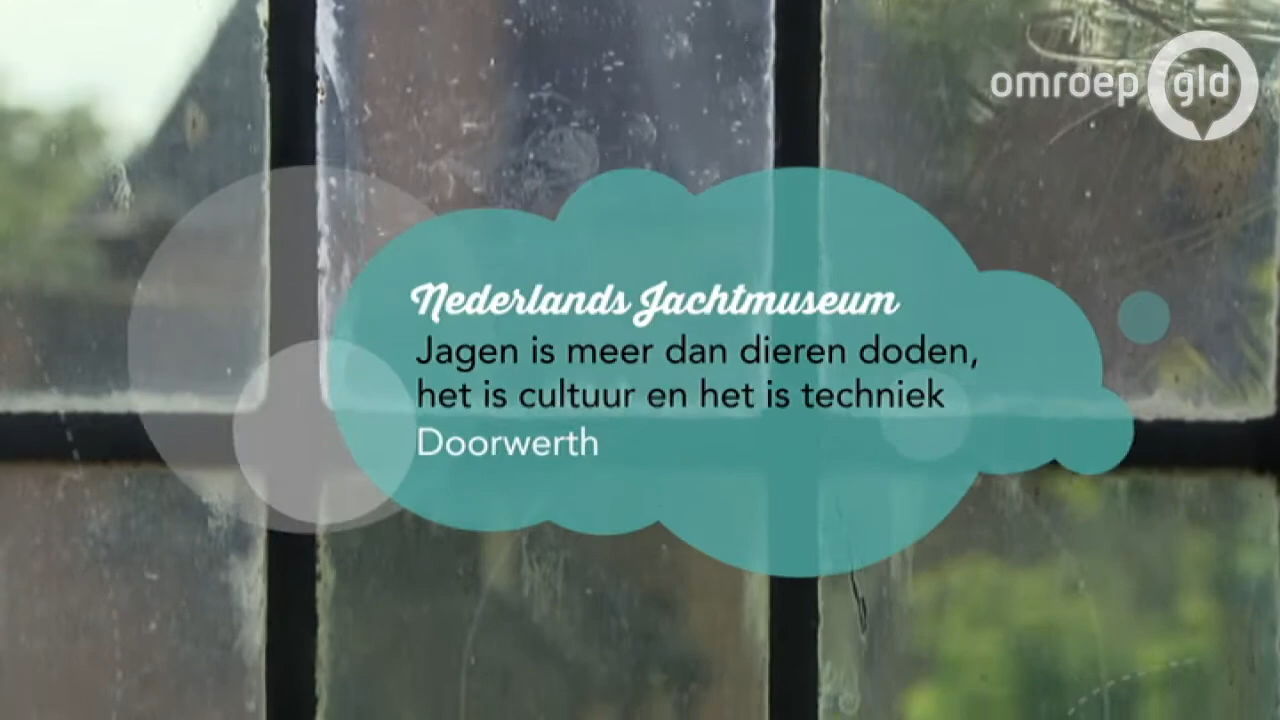 omroep gld
Nederlands Jachtmuseum
Jagen is meer dan dieren doden,
het is cultuur en het is techniek
Doorwerth